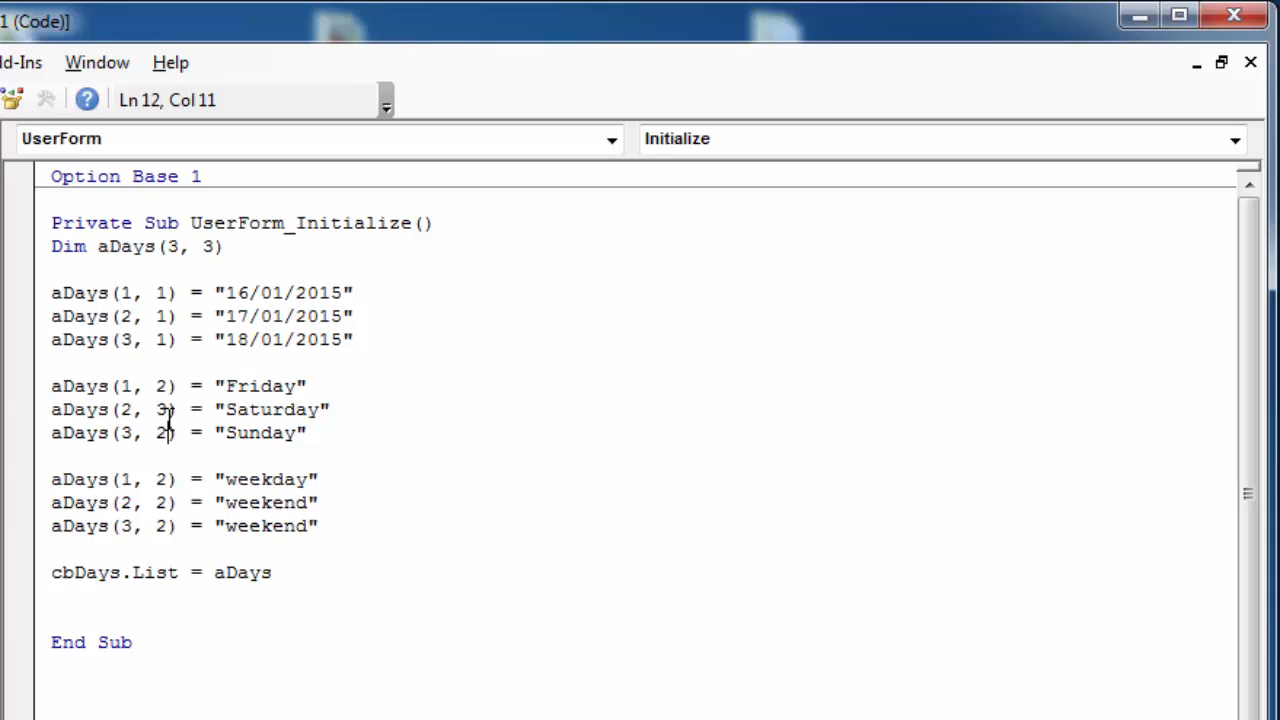 1 (Code)]
dd-Ins Window Help
Ln 12, Col 11
UserForm Initialize
Option Base 1
Private Sub UserForm_Initialize()
Dim aDays(3, 3)
aDays(1, 1) = "16/01/2015"
aDays(2, 1) = "17/01/2015"
aDays(3, 1) = "18/01/2015"
aDays(1, 2) = "Friday"
aDays(2, 3) = "Saturday"
aDays(3, 2) = "Sunday"
aDays(1, 2) = "weekday"
aDays(2, 2) = "weekend"
aDays(3, 2) = "weekend"
cbDays.List = aDays
End Sub